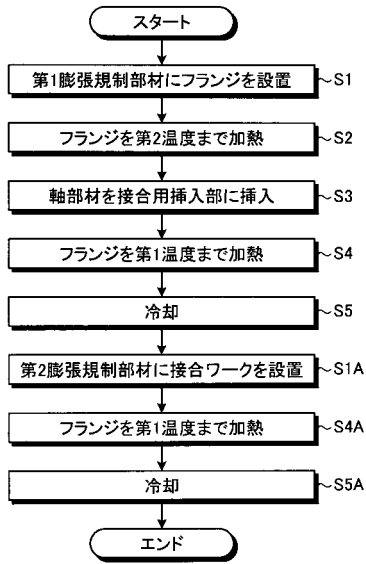 スタート
第1膨張規制部材にフランジを設置 S1
フランジを第2温度まで加熱 S2
軸部材を接合用挿入部に挿入 S3
フランジを第1温度まで加熱 S4
冷却 S5
第2膨張規制部材に接合ワークを設置 S1A
フランジを第1温度まで加熱 S4A
冷却 S5A
エンド